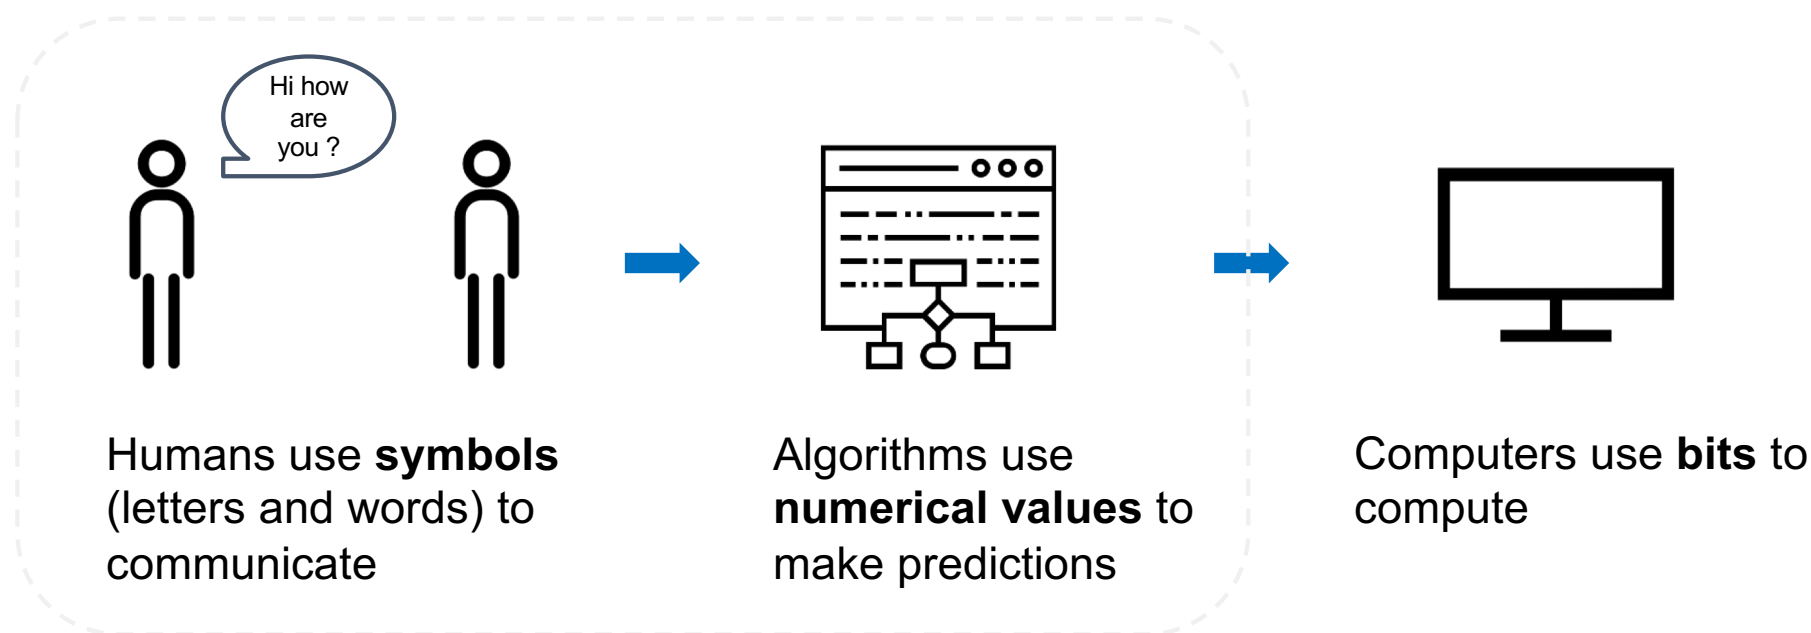 Hi how
are
you ?
Humans use symbols
(letters and words) to
communicate
Algorithms use
numerical values to
make predictions
Computers use bits to
compute